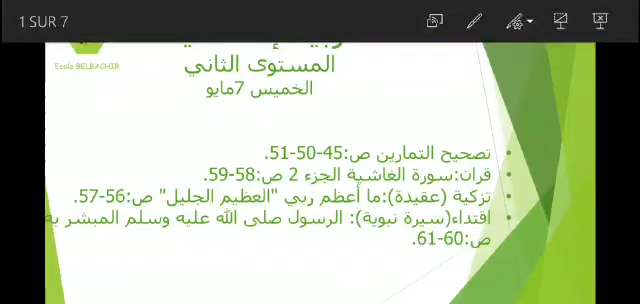 1 SUR 7
Ecole BELBACHIR
المستوى الثاني
الخميس 7مايو
تصحيح التمارين ص:45-50-51.
قران:سورة الغاشية الجزء 2 ص:58-59.
تزكية (عقيدة):ما أعظم ربي "العظيم الجليل" ص:56-57.
اقتداء(سيرة نبوية): الرسول صلى الله عليه وسلم المبشر به
ص:60-61.